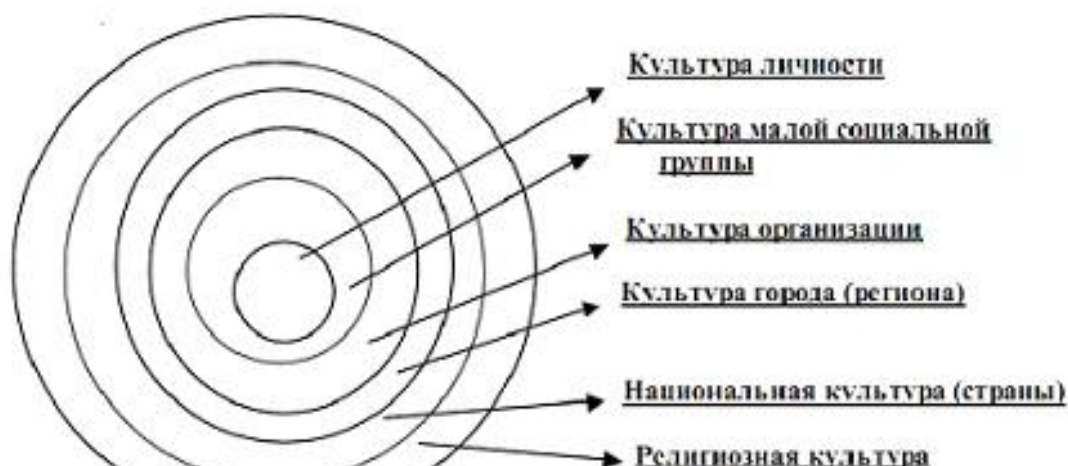 Культура личности
Культура малой социальной
группы
Культура организации
Культура города (региона)
Национальная культура (страны)
Религиозная культура